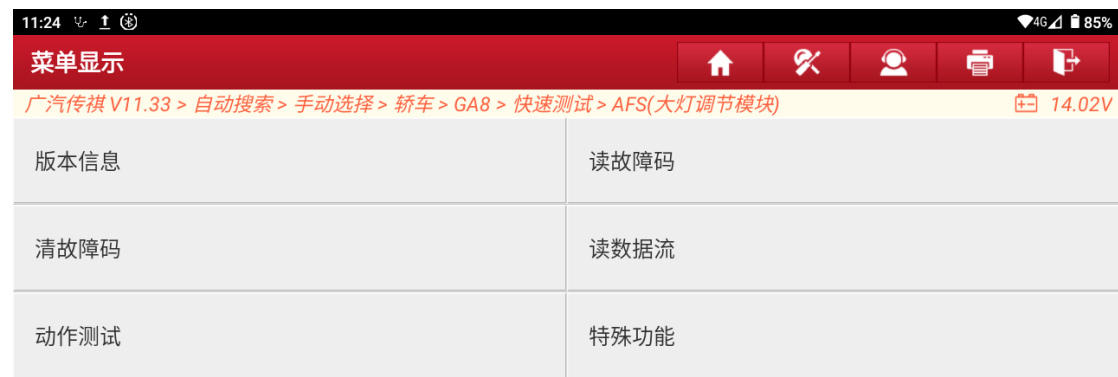 11:24 4G 85%
菜单显示
广汽传祺 V11.33 > 自动搜索 > 手动选择 > 轿车 > GA8 > 快速测试 > AFS(大灯调节模块) 14.02V
版本信息 读故障码
清故障码 读数据流
动作测试 特殊功能